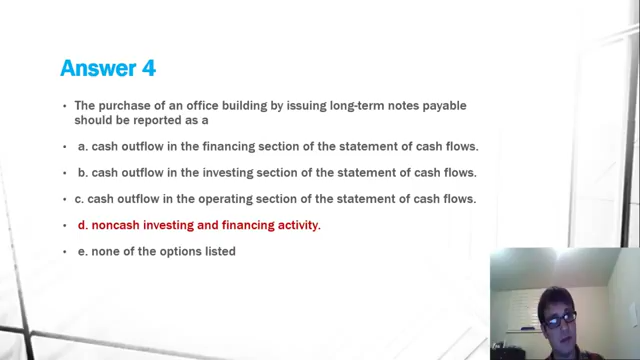 Answer 4
• The purchase of an office building by issuing long-term notes payable
should be reported as a
• a. cash outflow in the financing section of the statement of cash flows.
• b. cash outflow in the investing section of the statement of cash flows.
• c. cash outflow in the operating section of the statement of cash flows.
• d. noncash investing and financing activity.
• e. none of the options listed